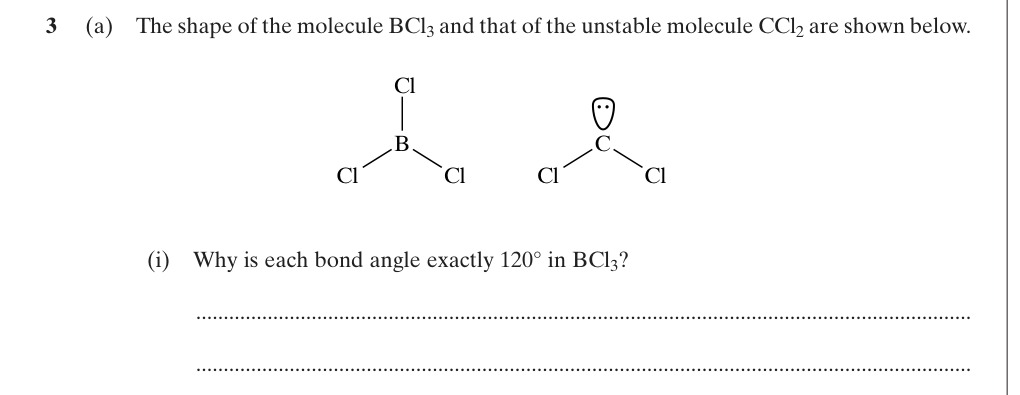 3 (a) The shape of the molecule BCl₃ and that of the unstable molecule CCl₂ are shown below.
Cl
B
Cl Cl
C
Cl Cl
(i) Why is each bond angle exactly 120° in BCl₃?